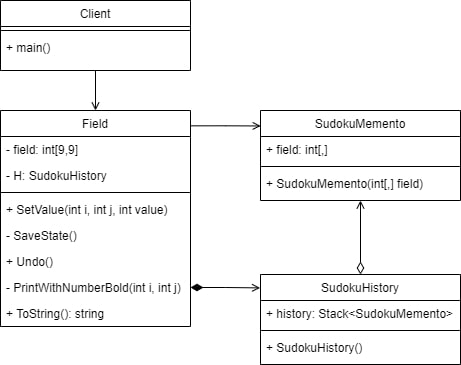 Client
+ main()
Field
- field: int[9,9]
- H: SudokuHistory
+ SetValue(int i, int j, int value)
- SaveState()
+ Undo()
- PrintWithNumberBold(int i, int j)
+ ToString(): string
SudokuMemento
+ field: int[,]
+ SudokuMemento(int[,] field)
SudokuHistory
+ history: Stack<SudokuMemento>
+ SudokuHistory()